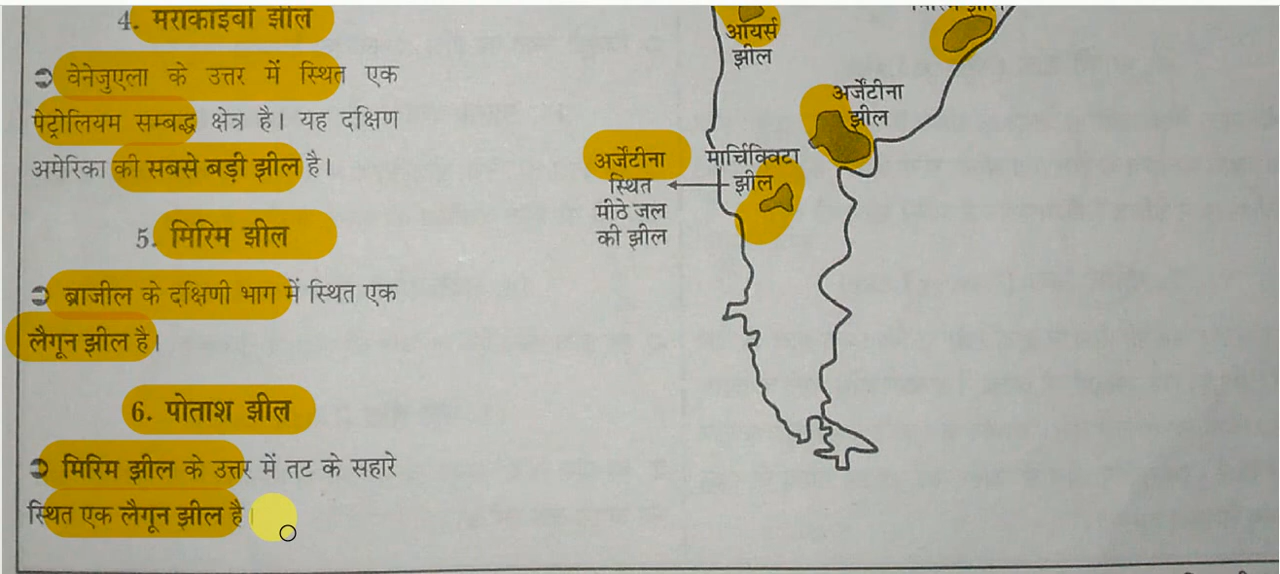 4. मराकाइबो झील
वेनेजुएला के उत्तर में स्थित एक
पेट्रोलियम सम्बद्ध क्षेत्र है। यह दक्षिण
अमेरिका की सबसे बड़ी झील है।
5. मिरिम झील
ब्राजील के दक्षिणी भाग में स्थित एक
लैगून झील है।
6. पोताश झील
मिरिम झील के उत्तर में तट के सहारे
स्थित एक लैगून झील है।
आयर्स
झील
मिरिम झील
अर्जेंटीना
झील
मार्चिक्विटा
झील
अर्जेंटीना
स्थित
मीठे जल
की झील